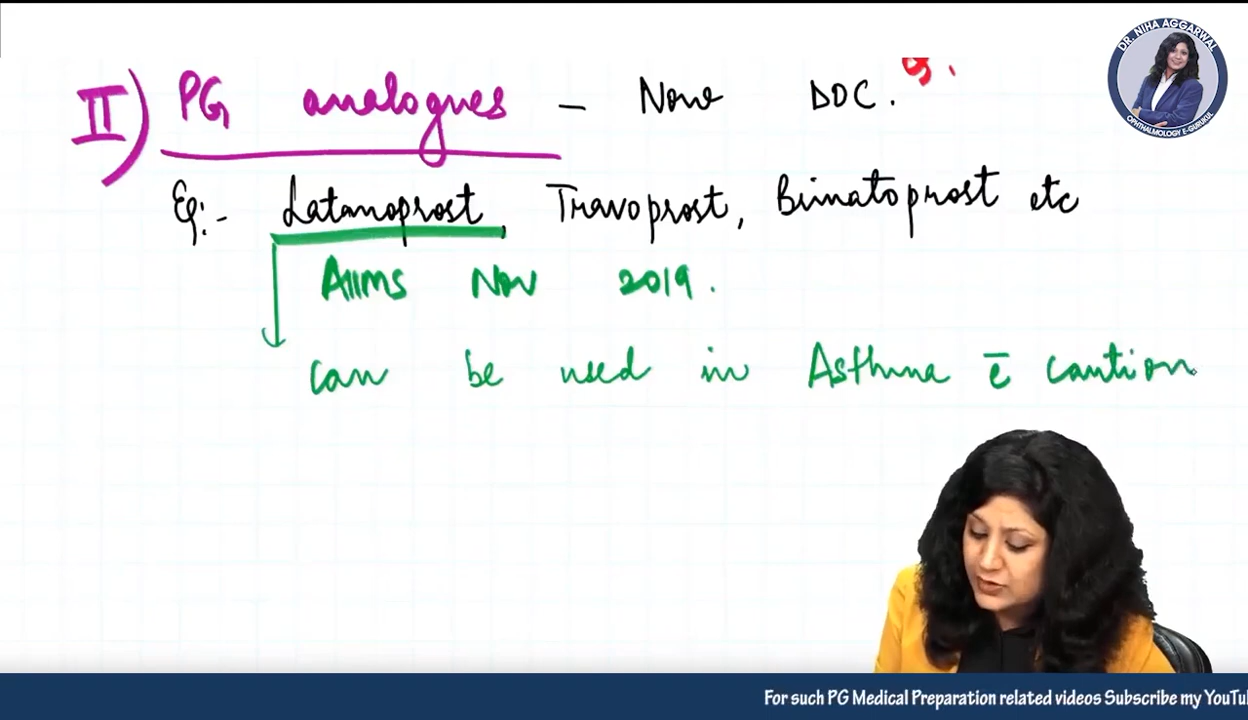 DR. NIHA AGGARWAL
OPHTHALMOLOGY E-GURUKUL
II) PG analogues - Now DOC.
Eg:- Latanoprost Travoprost, Bimatoprost etc
AIIMS Nov 2019.
can be used in Asthma c̄ caution
For such PG Medical Preparation related videos Subscribe my YouTu